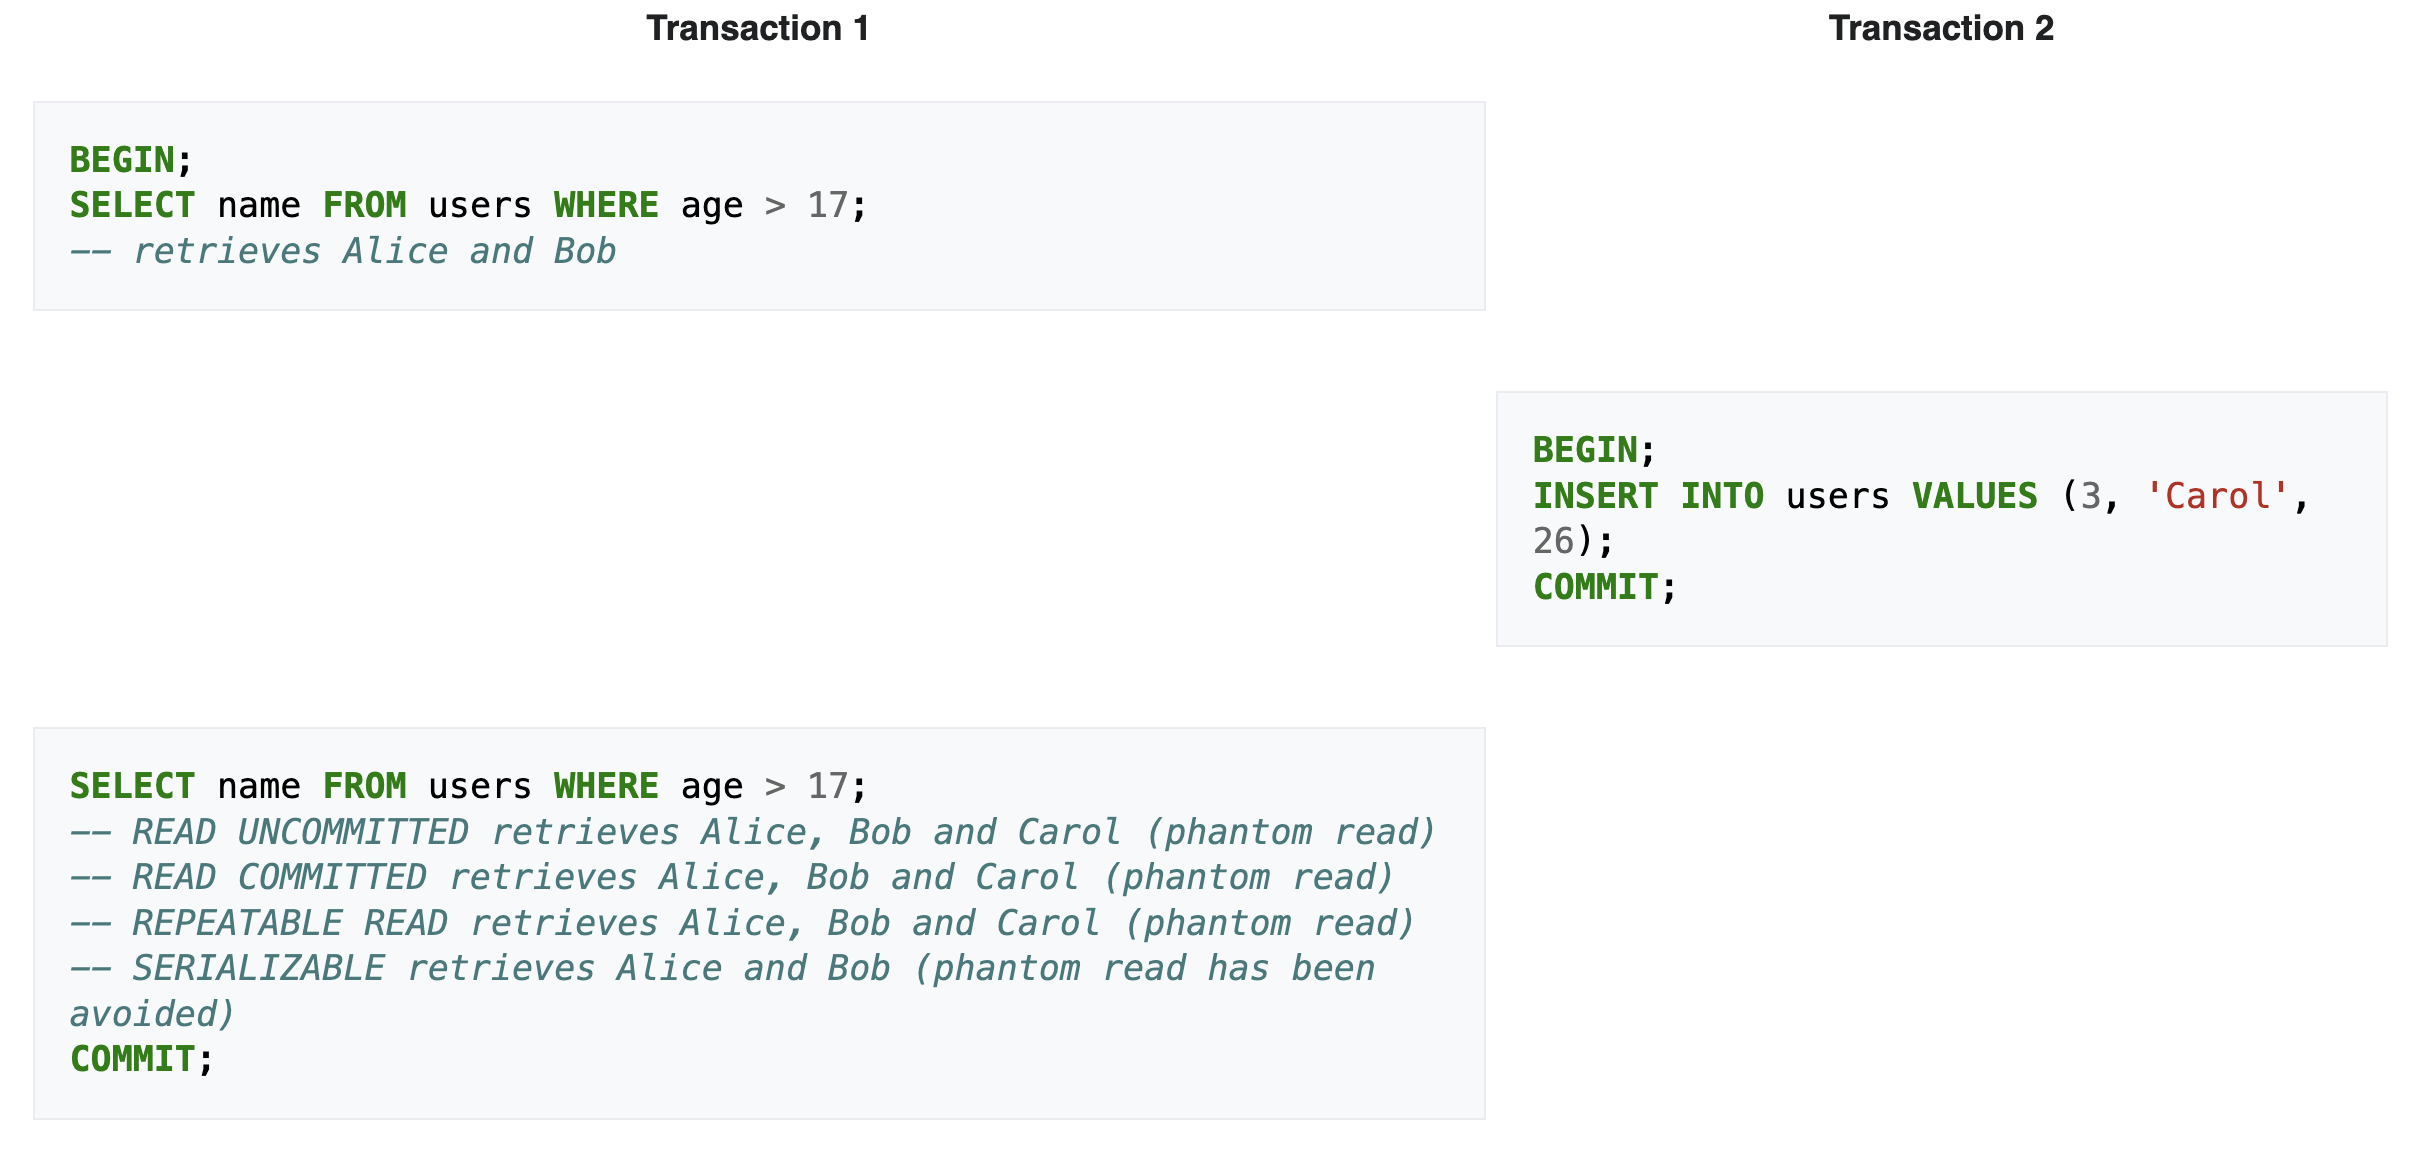 Transaction 1
Transaction 2
BEGIN;
SELECT name FROM users WHERE age > 17;
-- retrieves Alice and Bob
BEGIN;
INSERT INTO users VALUES (3, 'Carol',
26);
COMMIT;
SELECT name FROM users WHERE age > 17;
-- READ UNCOMMITTED retrieves Alice, Bob and Carol (phantom read)
-- READ COMMITTED retrieves Alice, Bob and Carol (phantom read)
-- REPEATABLE READ retrieves Alice, Bob and Carol (phantom read)
-- SERIALIZABLE retrieves Alice and Bob (phantom read has been
avoided)
COMMIT;